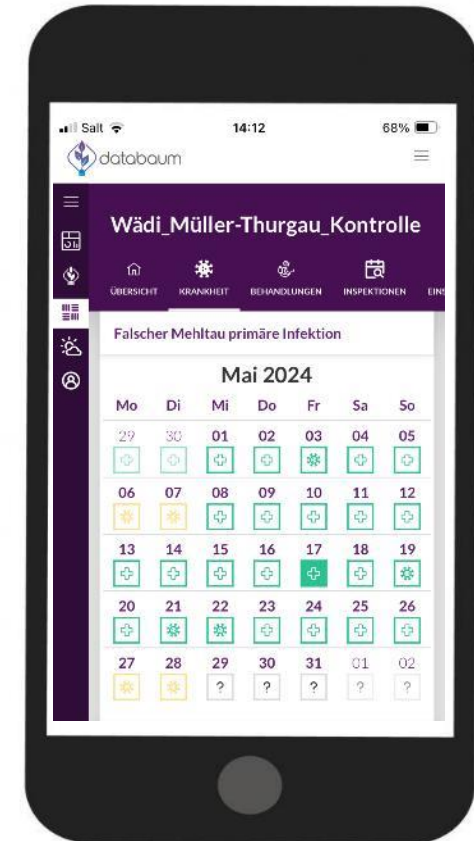 Salt 14:12 68%
databaum
Wädi_Müller-Thurgau_Kontrolle
ÜBERSICHT KRANKHEIT BEHANDLUNGEN INSPEKTIONEN EINS
Falscher Mehltau primäre Infektion
Mai 2024
Mo Di Mi Do Fr Sa So
29 30 01 02 03 04 05
06 07 08 09 10 11 12
13 14 15 16 17 18 19
20 21 22 23 24 25 26
27 28 29 30 31 01 02
? ? ? ? ?